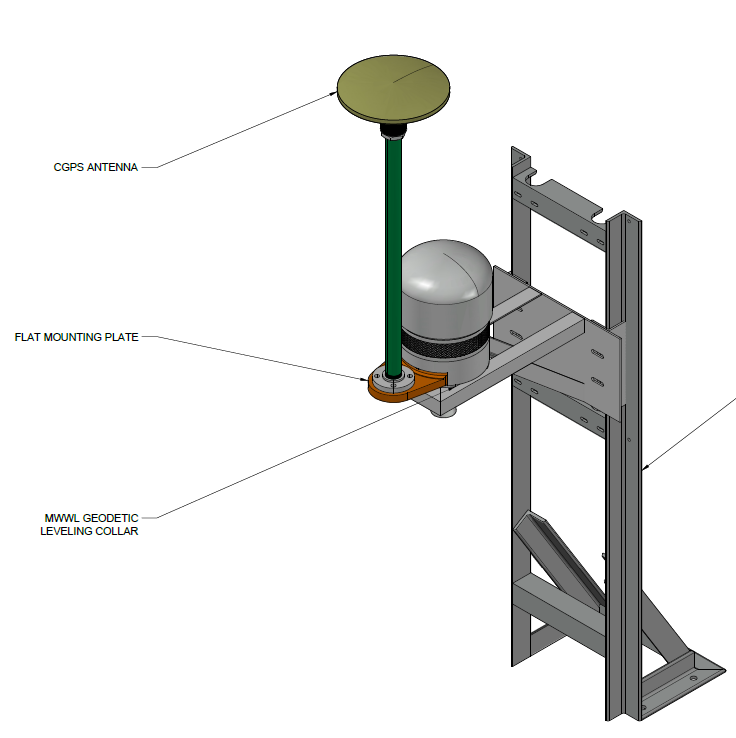 CGPS ANTENNA
FLAT MOUNTING PLATE
MWWL GEODETIC
LEVELING COLLAR